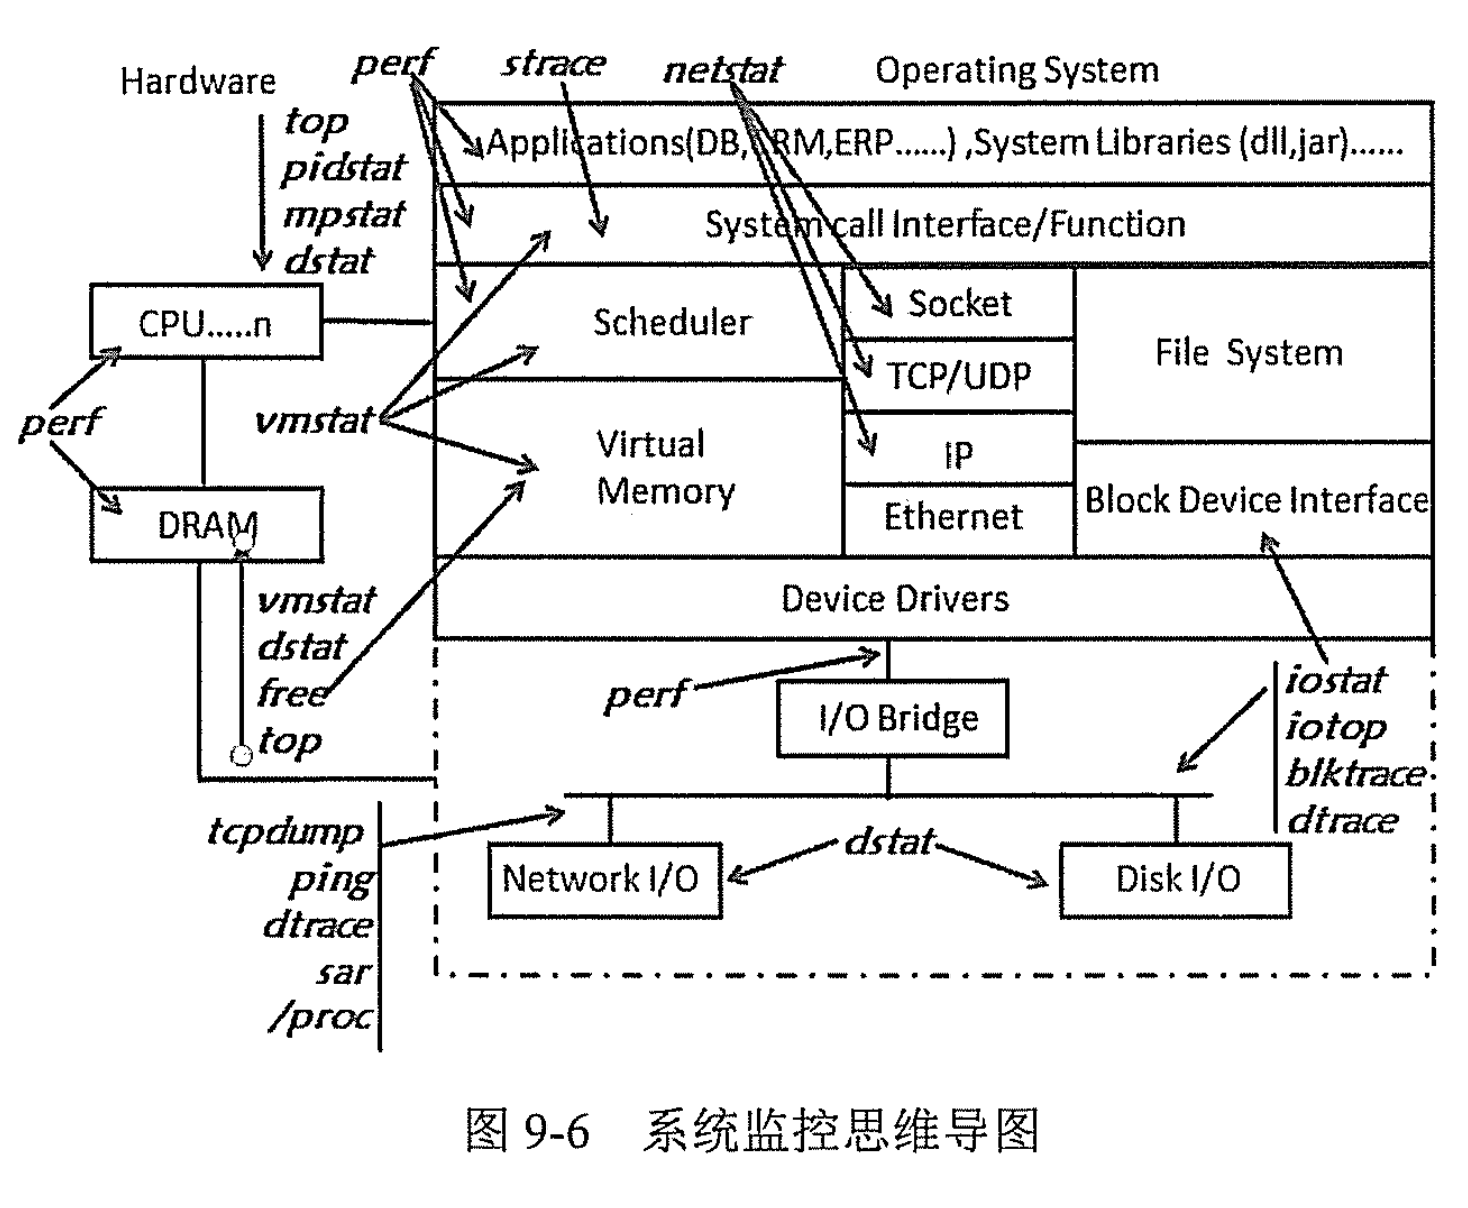 Hardware
perf
strace
netstat
Operating System
top
pidstat
mpstat
dstat
Applications(DB,CRM,ERP......) ,System Libraries (dll,jar)......
System call Interface/Function
CPU.....n
Scheduler
Socket
TCP/UDP
IP
Ethernet
File System
perf
vmstat
Virtual
Memory
Block Device Interface
DRAM
Device Drivers
vmstat
dstat
free
top
perf
I/O Bridge
iostat
iotop
blktrace
dtrace
tcpdump
ping
dtrace
sar
/proc
dstat
Network I/O
Disk I/O
图 9-6 系统监控思维导图